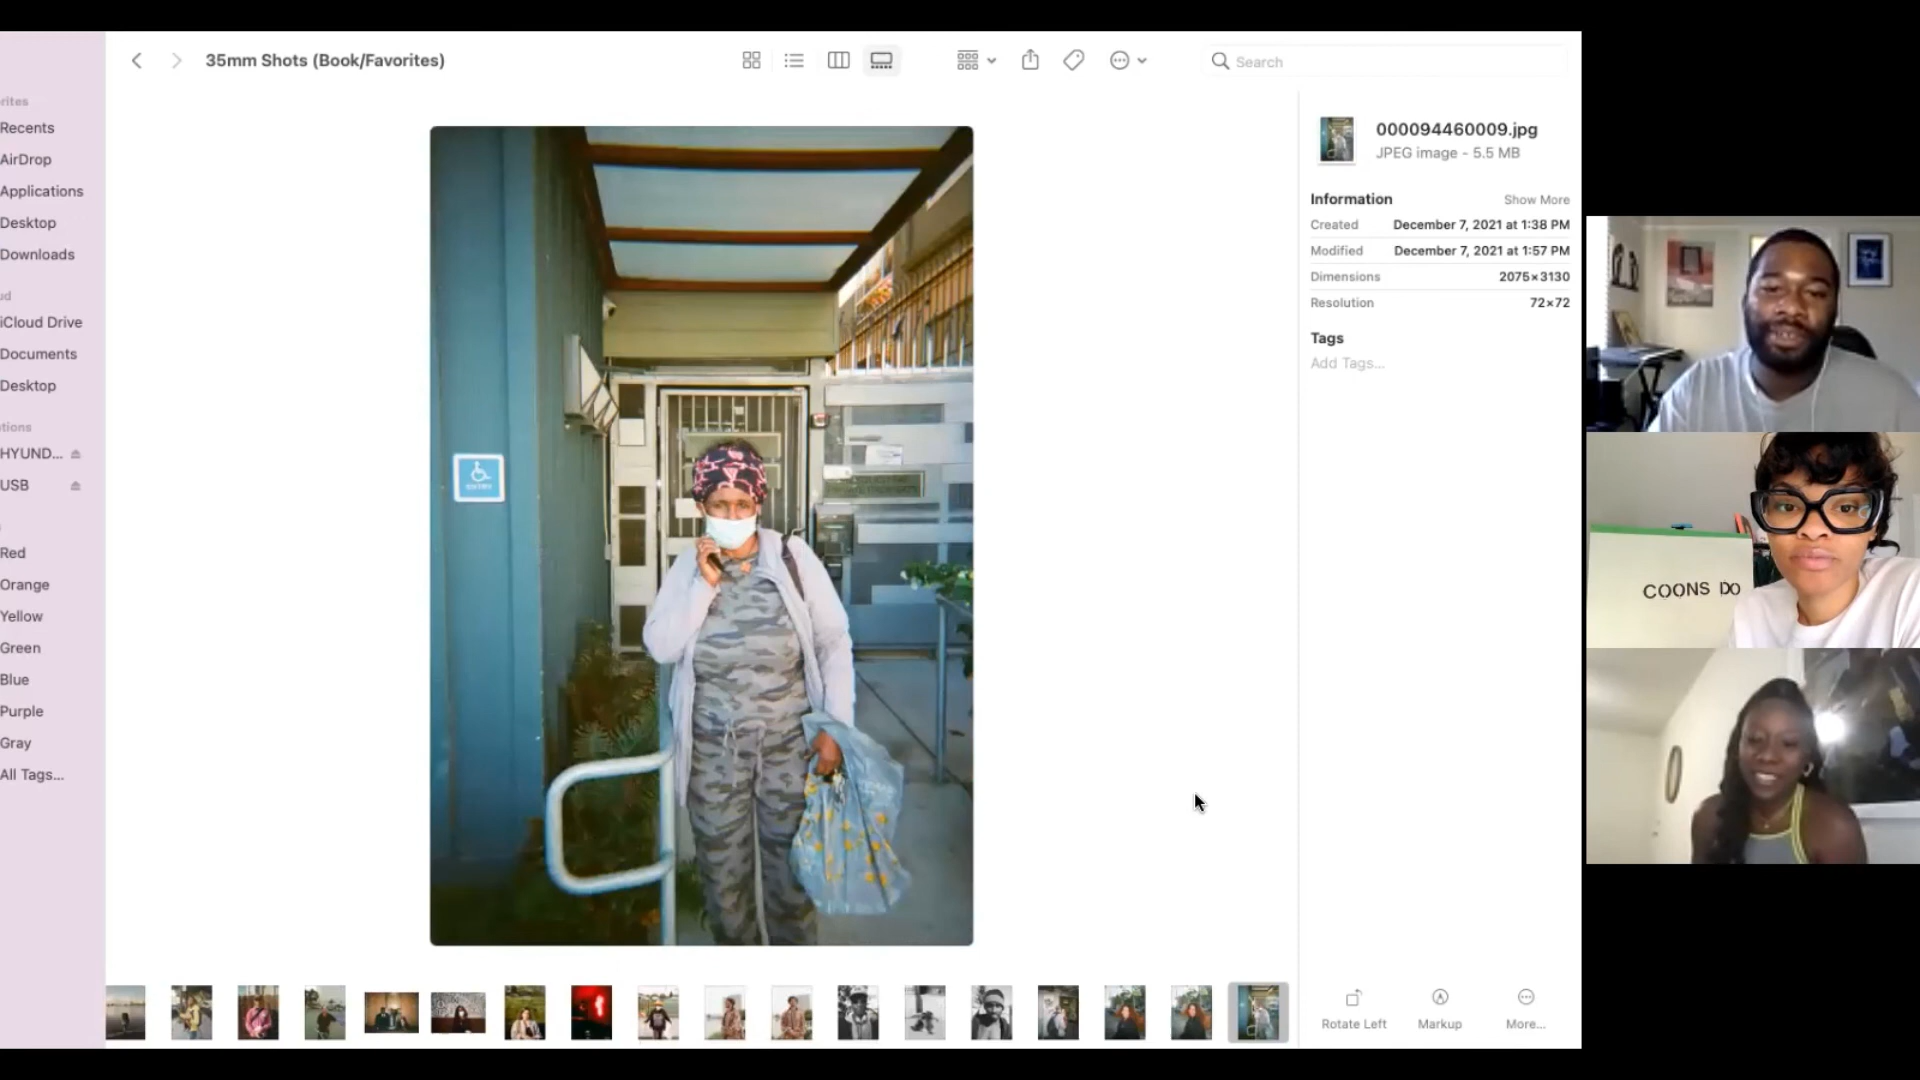 35mm Shots (Book/Favorites)
Search
rites
Recents
AirDrop
Applications
Desktop
Downloads
ud
iCloud Drive
Documents
Desktop
tions
HYUND...
USB
Red
Orange
Yellow
Green
Blue
Purple
Gray
All Tags...
ENTRY
000094460009.jpg
JPEG image - 5.5 MB
Information Show More
Created December 7, 2021 at 1:38 PM
Modified December 7, 2021 at 1:57 PM
Dimensions 2075×3130
Resolution 72×72
Tags
Add Tags...
Rotate Left
Markup
More...
COONS DO